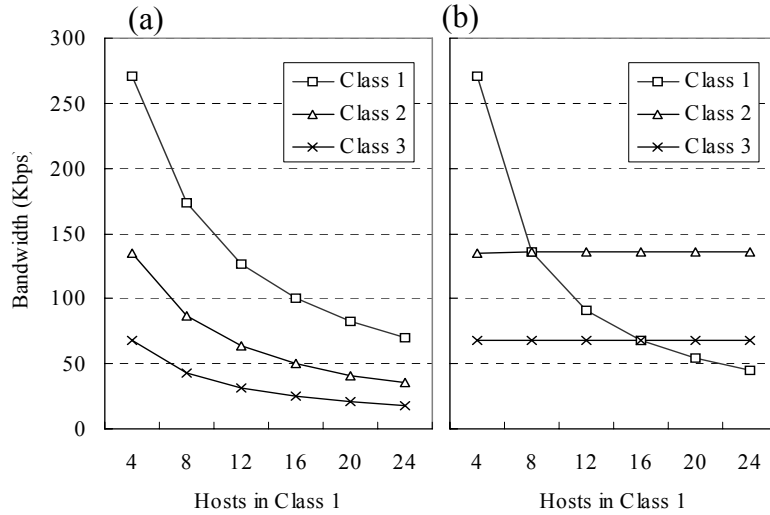 (a)
(b)
Bandwidth (Kbps)
300
250
200
150
100
50
0
Class 1
Class 2
Class 3
Class 1
Class 2
Class 3
4 8 12 16 20 24
4 8 12 16 20 24
Hosts in Class 1
Hosts in Class 1